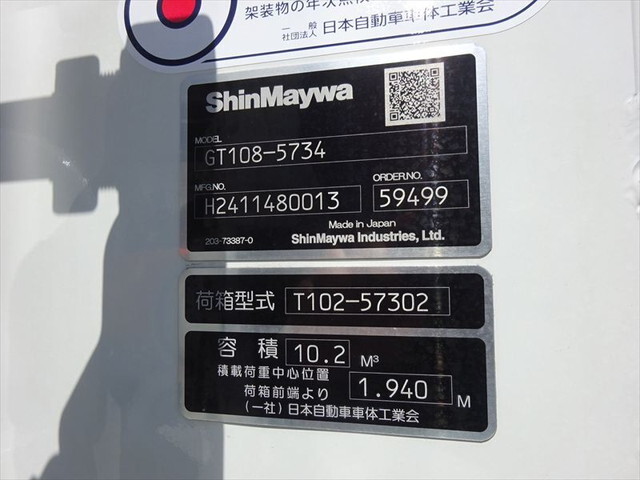 架装物の年次点検
一般
社団法人 日本自動車車体工業会
ShinMaywa
MODEL
GT108-5734
MFG.NO. ORDER.NO.
H2411480013 59499
Made in Japan
203-73387-0 ShinMaywa Industries, Ltd.
荷箱型式 T102-57302
容積 10.2 M³
積載荷重中心位置
荷箱前端より 1.940 M
(一社)日本自動車車体工業会